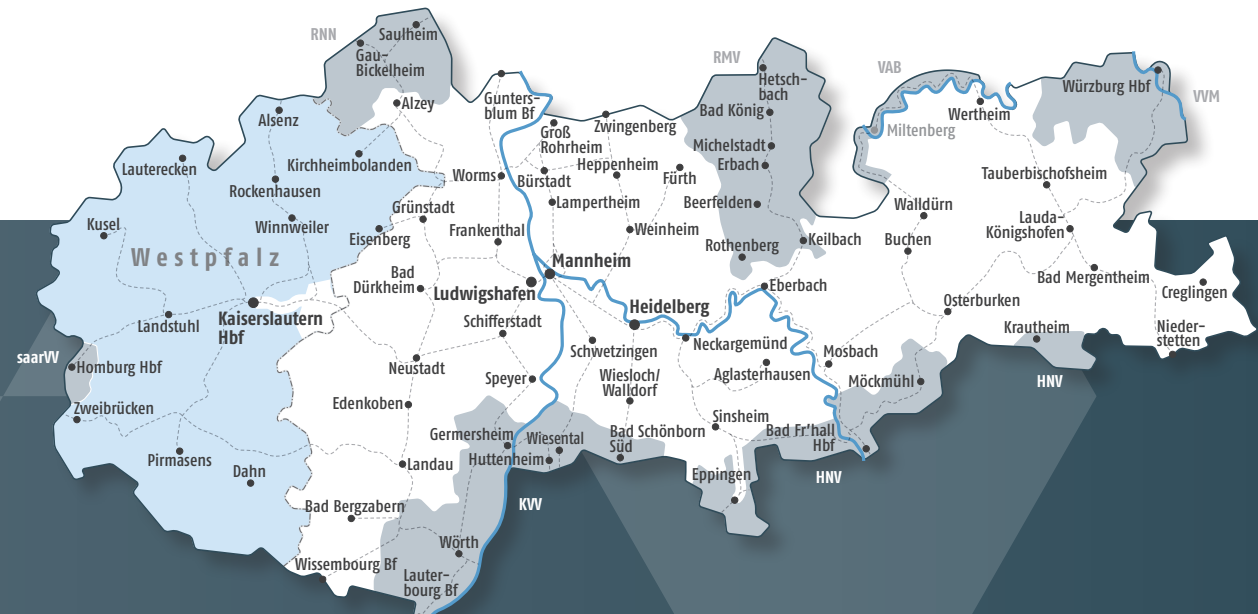 RNN
Saulheim
Gau-
Bickelheim
Alzey
Gunters-
blum Bf
RMV
Hetsch-
bach
VAB
Würzburg Hbf
VVM
Alsenz
Groß
Rohrheim
Zwingenberg
Bad König
Wertheim
Miltenberg
Lauterecken
Kirchheimbolanden
Rockenhausen
Worms
Bürstadt
Heppenheim
Fürth
Michelstadt
Erbach
Tauberbischofsheim
Kusel
Winnweiler
Grünstadt
Eisenberg
Frankenthal
Lampertheim
Weinheim
Beerfelden
Walldürn
Lauda-
Königshofen
Westpfalz
Rothenberg
Keilbach
Buchen
Bad
Dürkheim
Ludwigshafen
Mannheim
Eberbach
Bad Mergentheim
Creglingen
Landstuhl
Kaiserslautern
Hbf
Schifferstadt
Heidelberg
Osterburken
Krautheim
Nieder-
stetten
saarVV
Homburg Hbf
Neustadt
Schwetzingen
Neckargemünd
Mosbach
Speyer
Wiesloch/
Walldorf
Aglasterhausen
Möckmühl
HNV
Zweibrücken
Edenkoben
Pirmasens
Dahn
Landau
Germersheim
Huttenheim
Wiesental
Bad Schönborn
Süd
Sinsheim
Bad Fr'hall
Hbf
Eppingen
HNV
Bad Bergzabern
KVV
Wörth
Wissembourg Bf
Lauter-
bourg Bf